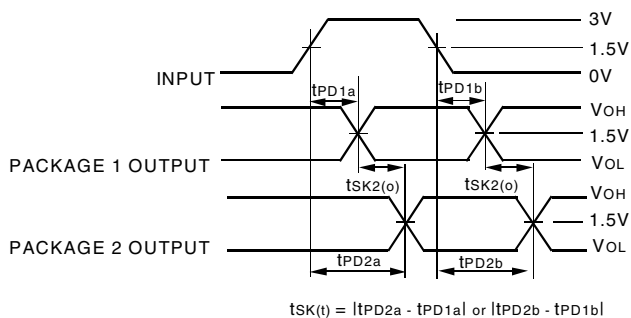 3V
1.5V
INPUT
0V
tPD1a
tPD1b
VOH
1.5V
PACKAGE 1 OUTPUT
VOL
tSK2(o)
tSK2(o)
VOH
1.5V
PACKAGE 2 OUTPUT
VOL
tPD2a
tPD2b
tSK(t) = |tPD2a - tPD1a| or |tPD2b - tPD1b|